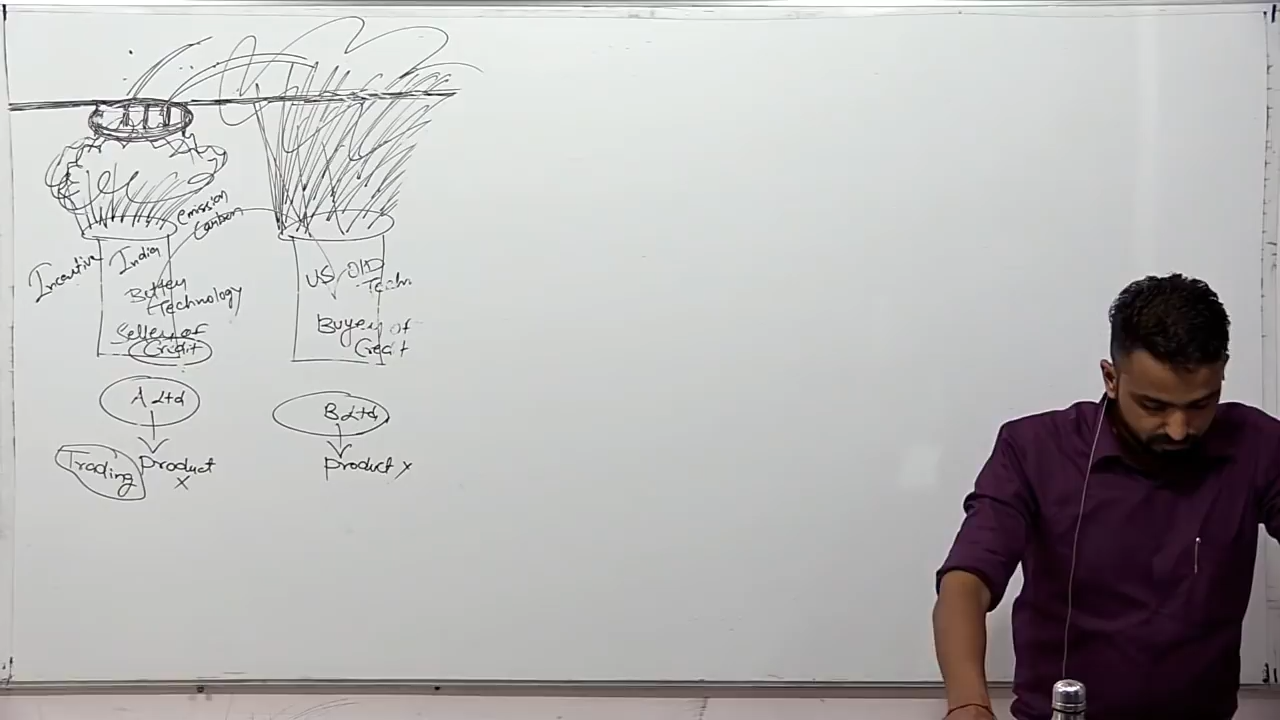 emission
Carbon
Incentive
India
Better
Technology
Seller of
Credit
A Ltd
Trading
Product
X
US
OlD
Techn
Buyer of
Credit
B Ltd
Product X